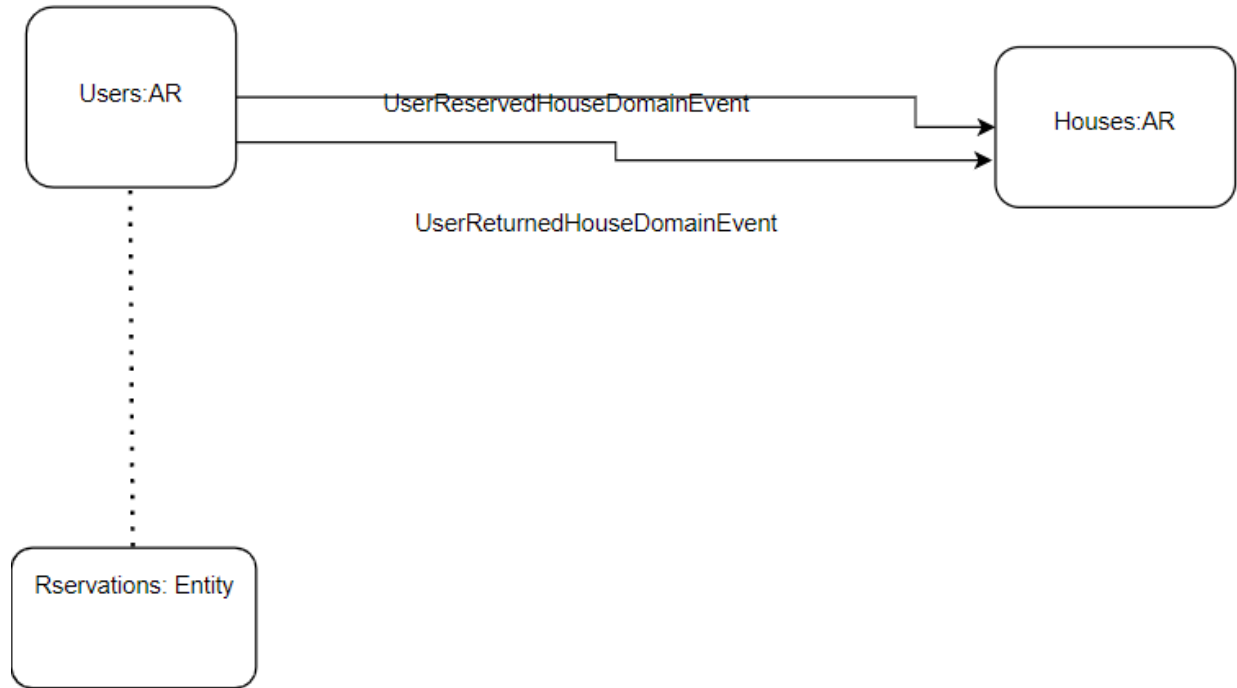 Users:AR
UserReservedHouseDomainEvent
Houses:AR
UserReturnedHouseDomainEvent
Rservations: Entity